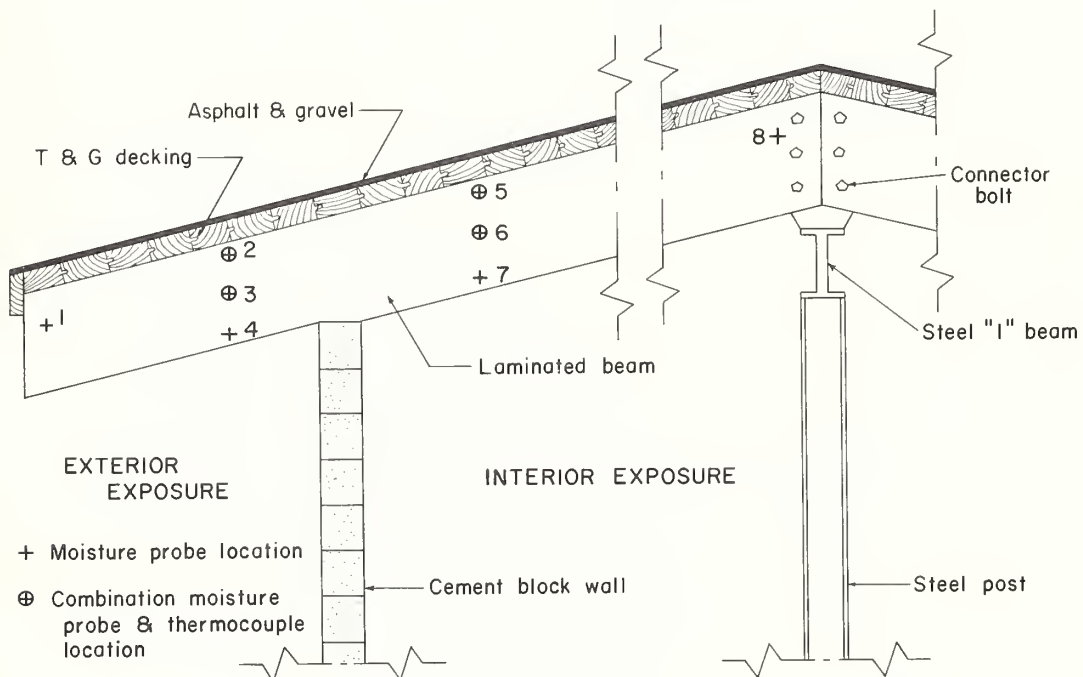 Asphalt & gravel
T & G decking
8+
Connector
bolt
⊕ 5
⊕ 2
⊕ 6
⊕ 3
+ 7
+ 1
+ 4
Steel "I" beam
Laminated beam
EXTERIOR
EXPOSURE
INTERIOR EXPOSURE
+ Moisture probe location
Cement block wall
Steel post
⊕ Combination moisture
probe & thermocouple
location